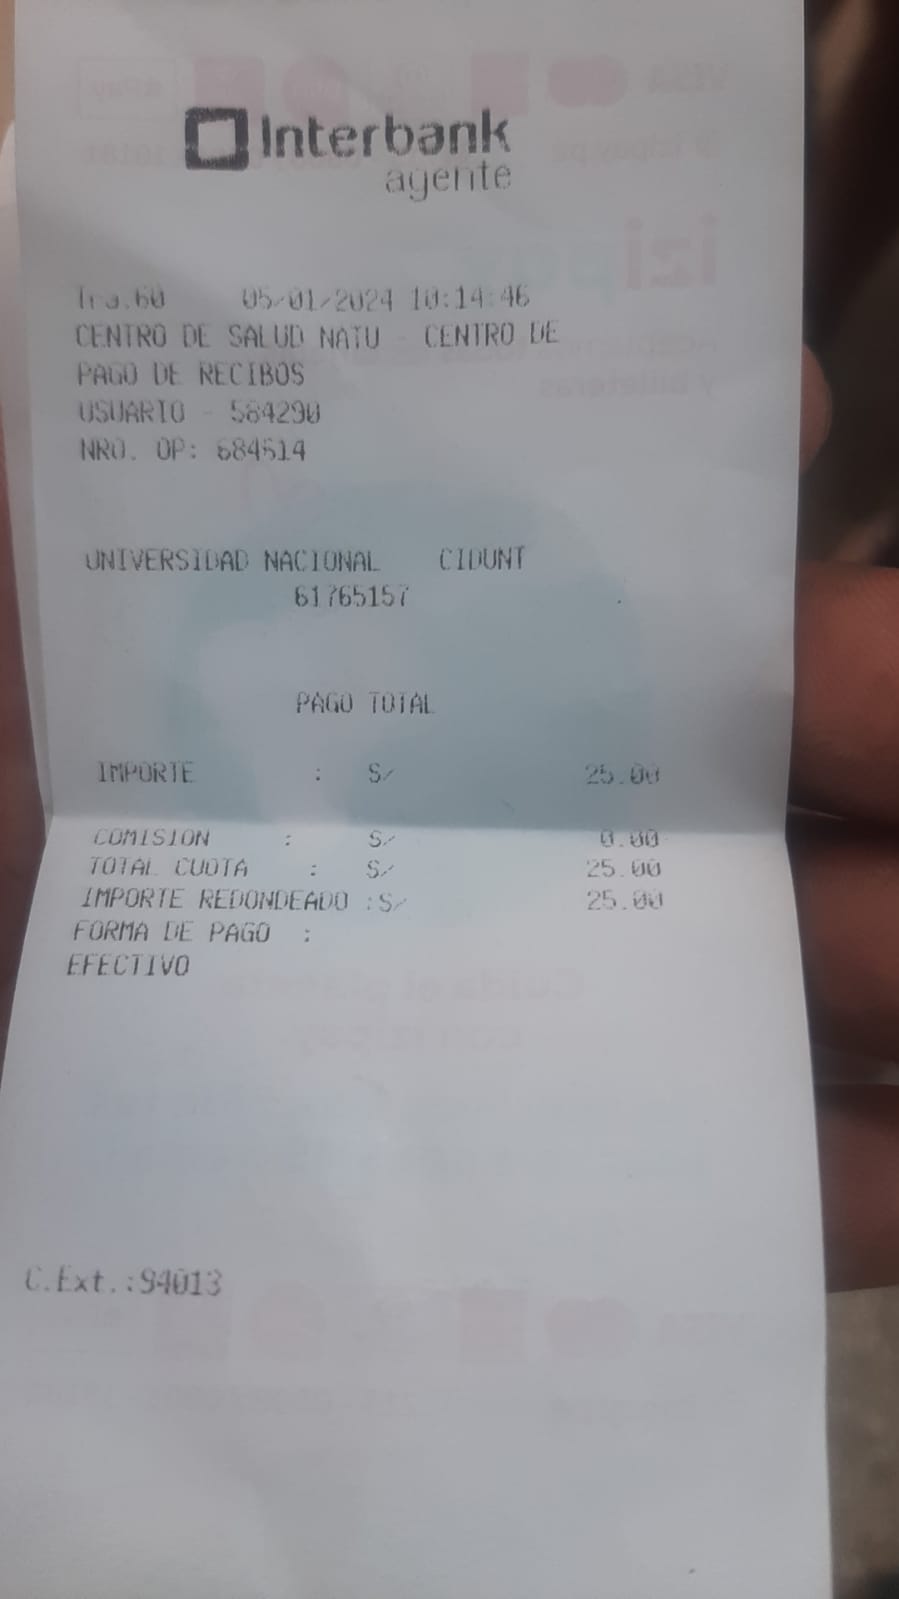 Interbank
agente
Tra.60 05/01/2024 10:14:46
CENTRO DE SALUD NATU - CENTRO DE
PAGO DE RECIBOS
USUARIO - 584290
NRO. OP: 684514
UNIVERSIDAD NACIONAL CIDUNT
61765157
PAGO TOTAL
IMPORTE : S/ 25.00
COMISION : S/ 0.00
TOTAL CUOTA : S/ 25.00
IMPORTE REDONDEADO :S/ 25.00
FORMA DE PAGO :
EFECTIVO
C.Ext.:94013